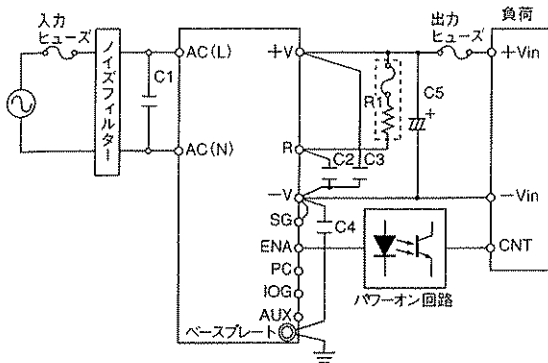 入力
ヒューズ
ノイズフィルター
C1
AC(L)
AC(N)
+V
R
-V
SG
ENA
PC
IOG
AUX
ベースプレート
R1
C2
C3
C4
C5
+
出力
ヒューズ
負荷
+Vin
-Vin
CNT
パワーオン回路